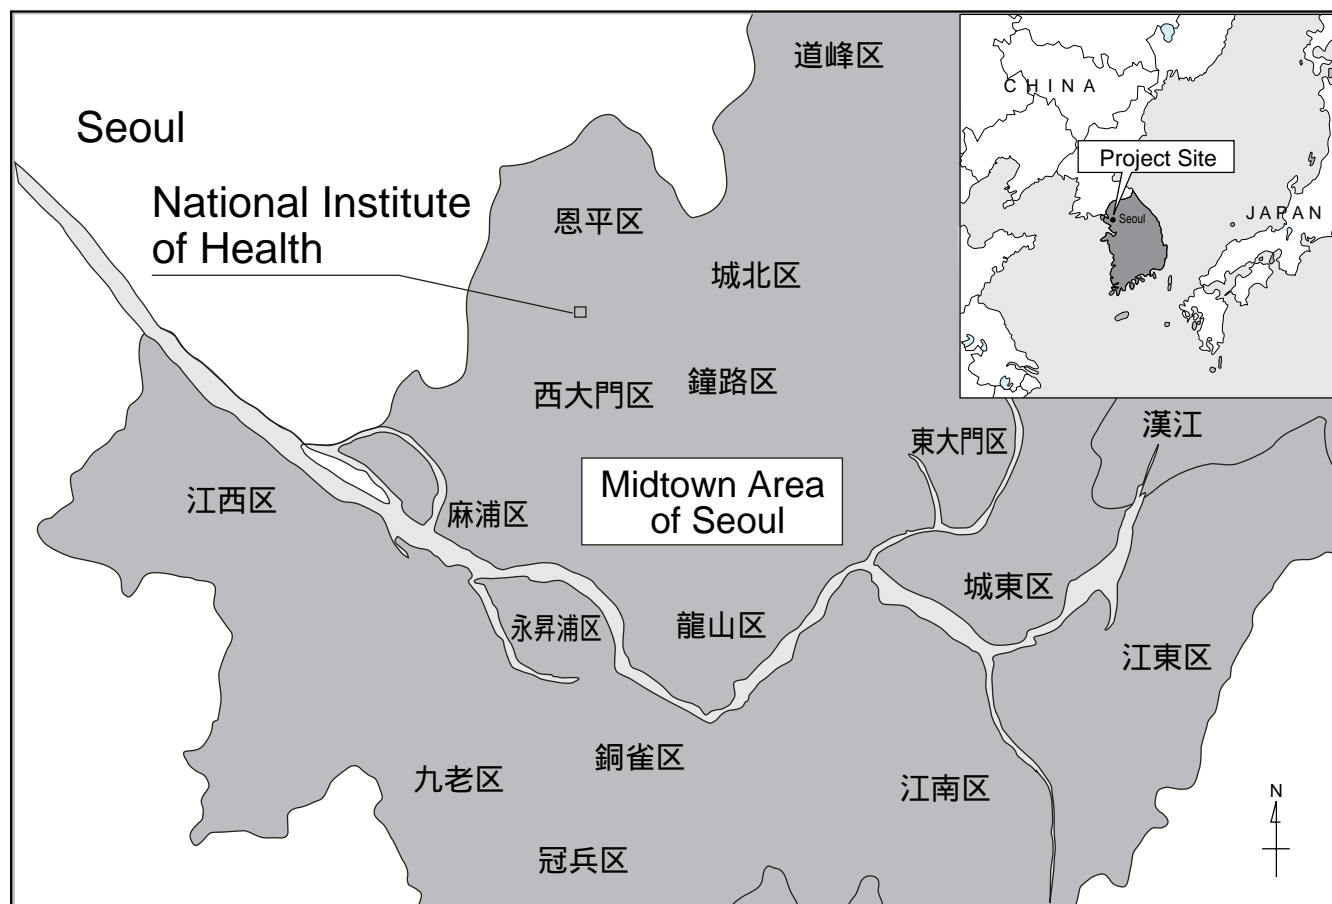 道峰区
CHINA
Seoul
Project Site
National Institute
of Health
恩平区
JAPAN
Seoul
城北区
西大門区
鐘路区
東大門区
漢江
江西区
麻浦区
Midtown Area
of Seoul
城東区
永昇浦区
龍山区
江東区
九老区
銅雀区
江南区
N
冠兵区